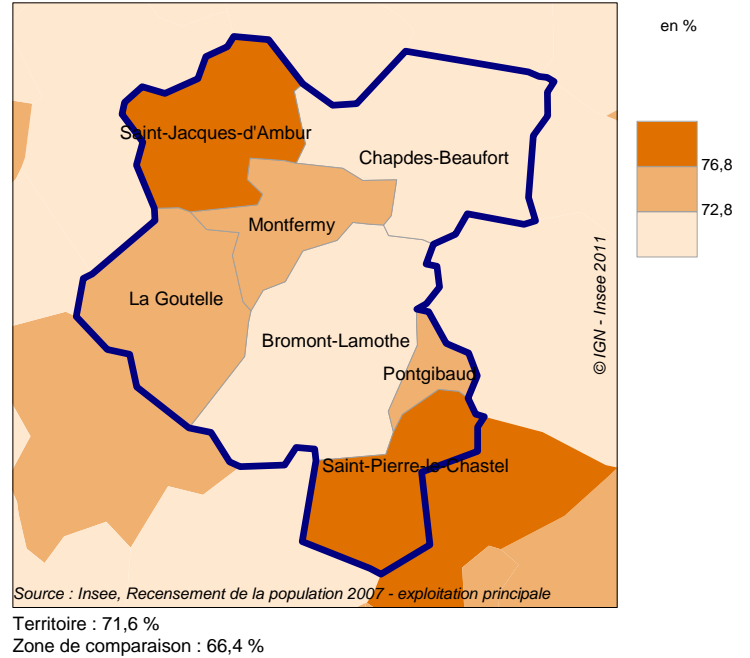 en %
76,8
72,8
Saint-Jacques-d'Ambur
Chapdes-Beaufort
Montfermy
La Goutelle
Bromont-Lamothe
Pontgibaud
Saint-Pierre-le-Chastel
© IGN - Insee 2011
Source : Insee, Recensement de la population 2007 - exploitation principale
Territoire : 71,6 %
Zone de comparaison : 66,4 %